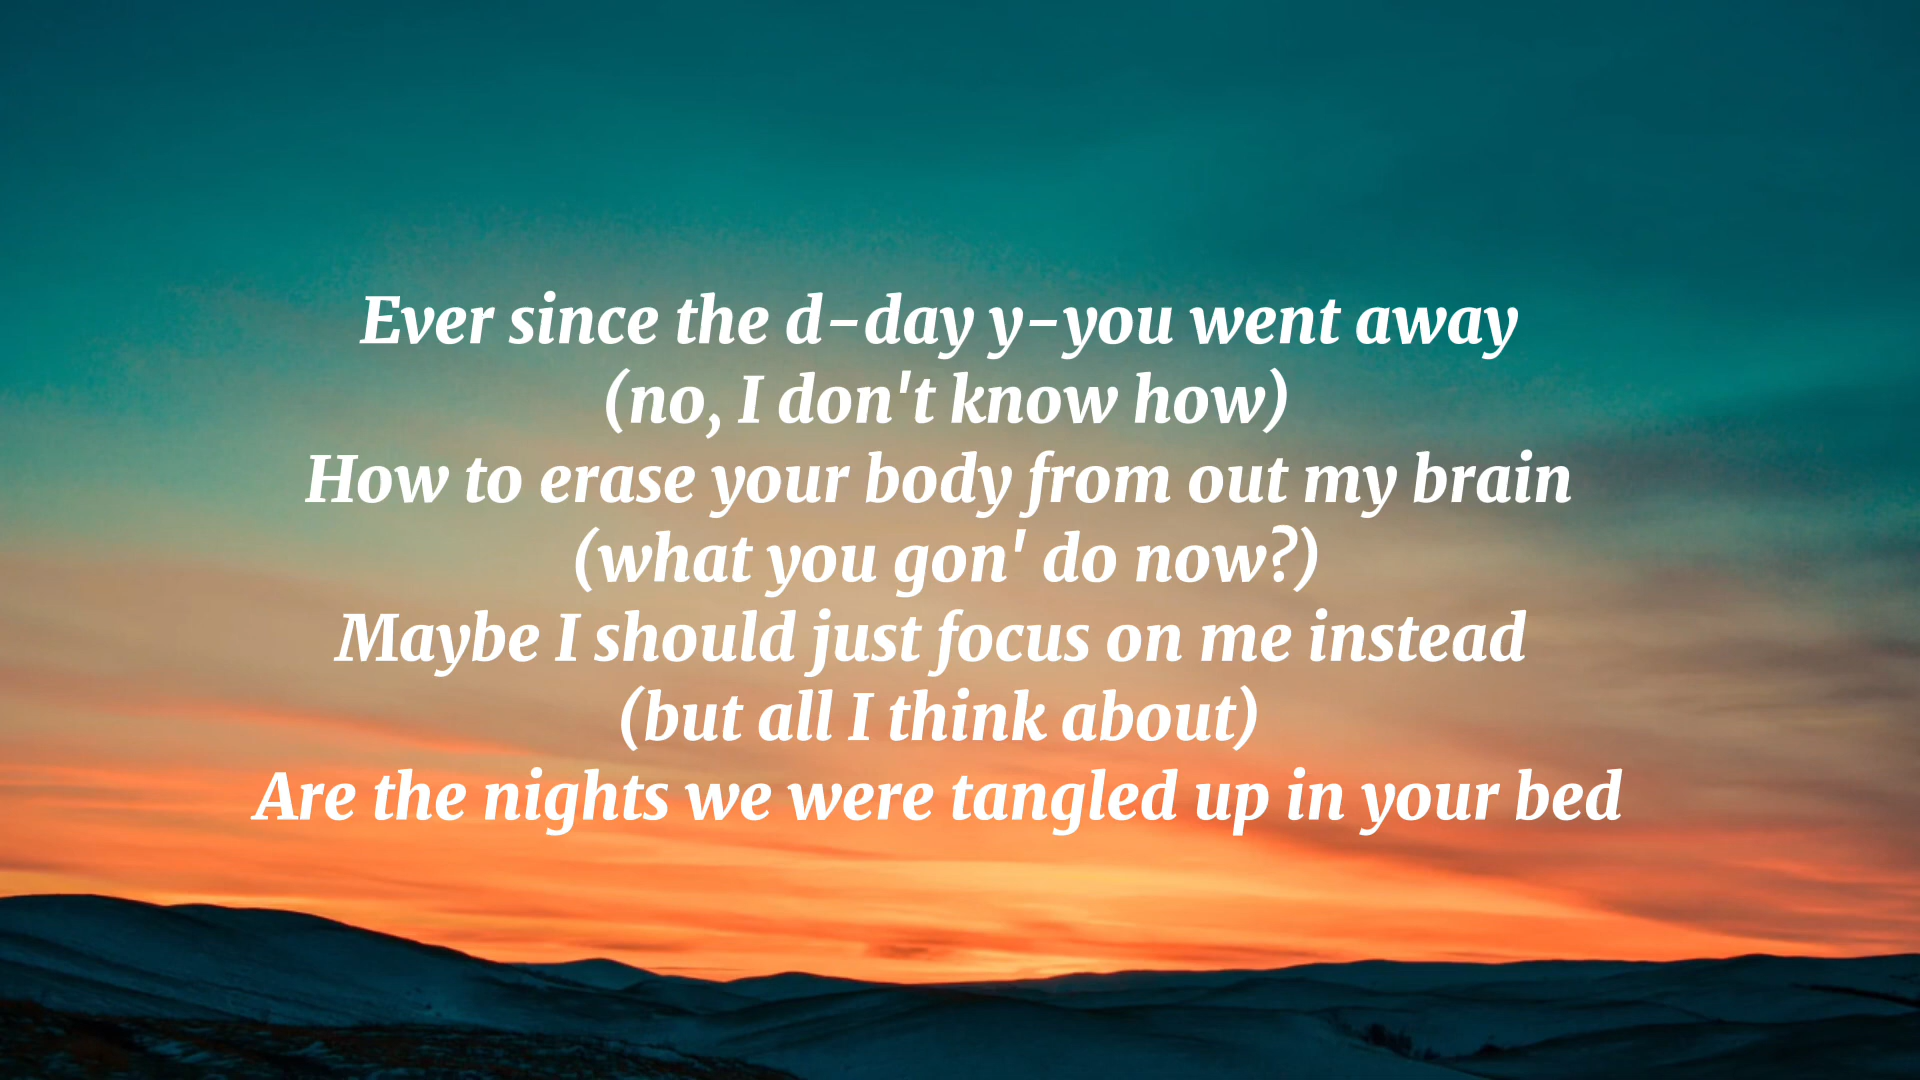 Ever since the d-day y-you went away
(no, I don't know how)
How to erase your body from out my brain
(what you gon' do now?)
Maybe I should just focus on me instead
(but all I think about)
Are the nights we were tangled up in your bed